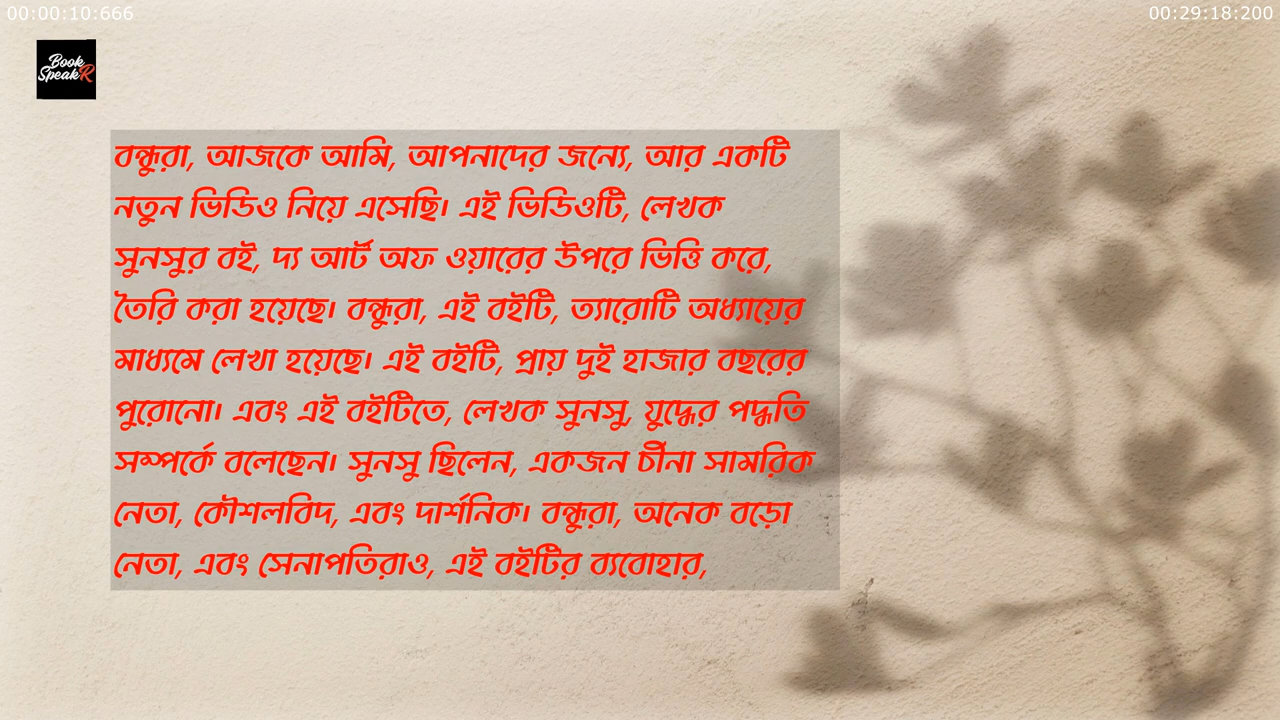 00:00:10:666
00:29:18:200
Book
SpeakR
বন্ধুরা, আজকে আমি, আপনাদের জন্যে, আর একটি
নতুন ভিডিও নিয়ে এসেছি। এই ভিডিওটি, লেখক
সুনসুর বই, দ্য আর্ট অফ ওয়ারের উপরে ভিত্তি করে,
তৈরি করা হয়েছে। বন্ধুরা, এই বইটি, ত্যারোটি অধ্যায়ের
মাধ্যমে লেখা হয়েছে। এই বইটি, প্রায় দুই হাজার বছরের
পুরোনো। এবং এই বইটিতে, লেখক সুনসু, যুদ্ধের পদ্ধতি
সম্পর্কে বলেছেন। সুনসু ছিলেন, একজন চীনা সামরিক
নেতা, কৌশলবিদ, এবং দার্শনিক। বন্ধুরা, অনেক বড়ো
নেতা, এবং সেনাপতিরাও, এই বইটির ব্যবোহার,